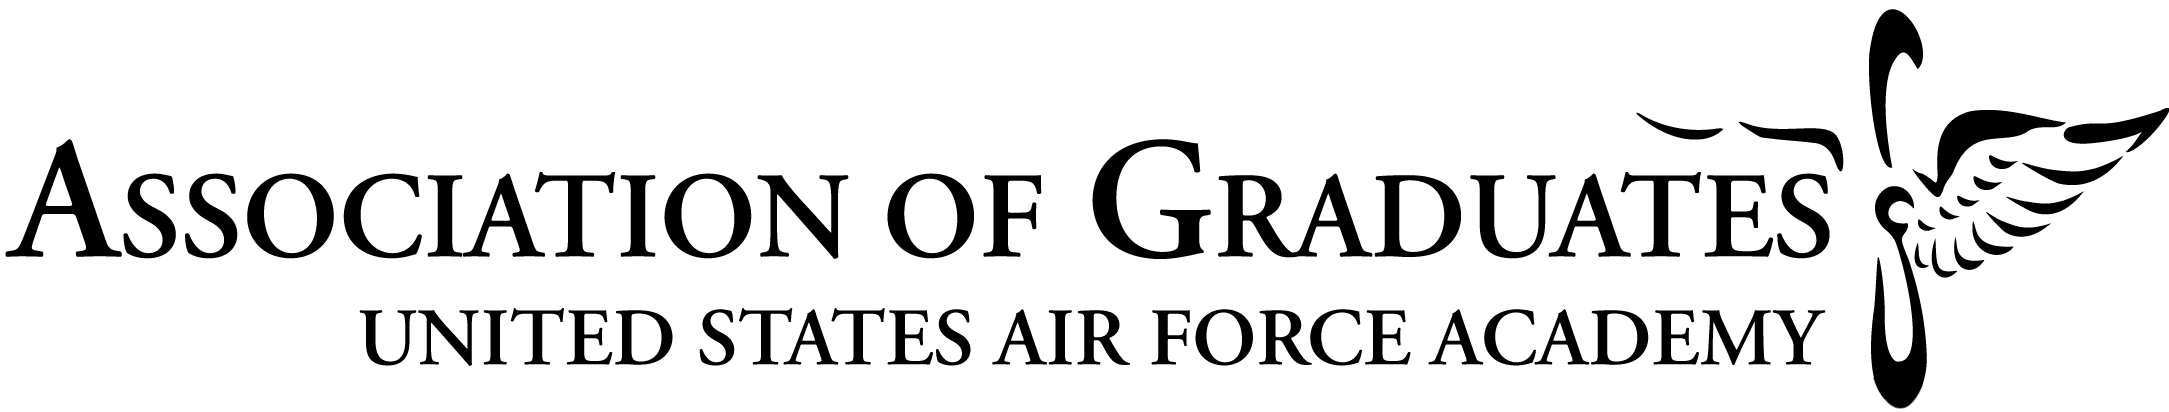 ASSOCIATION OF GRADUATES
UNITED STATES AIR FORCE ACADEMY